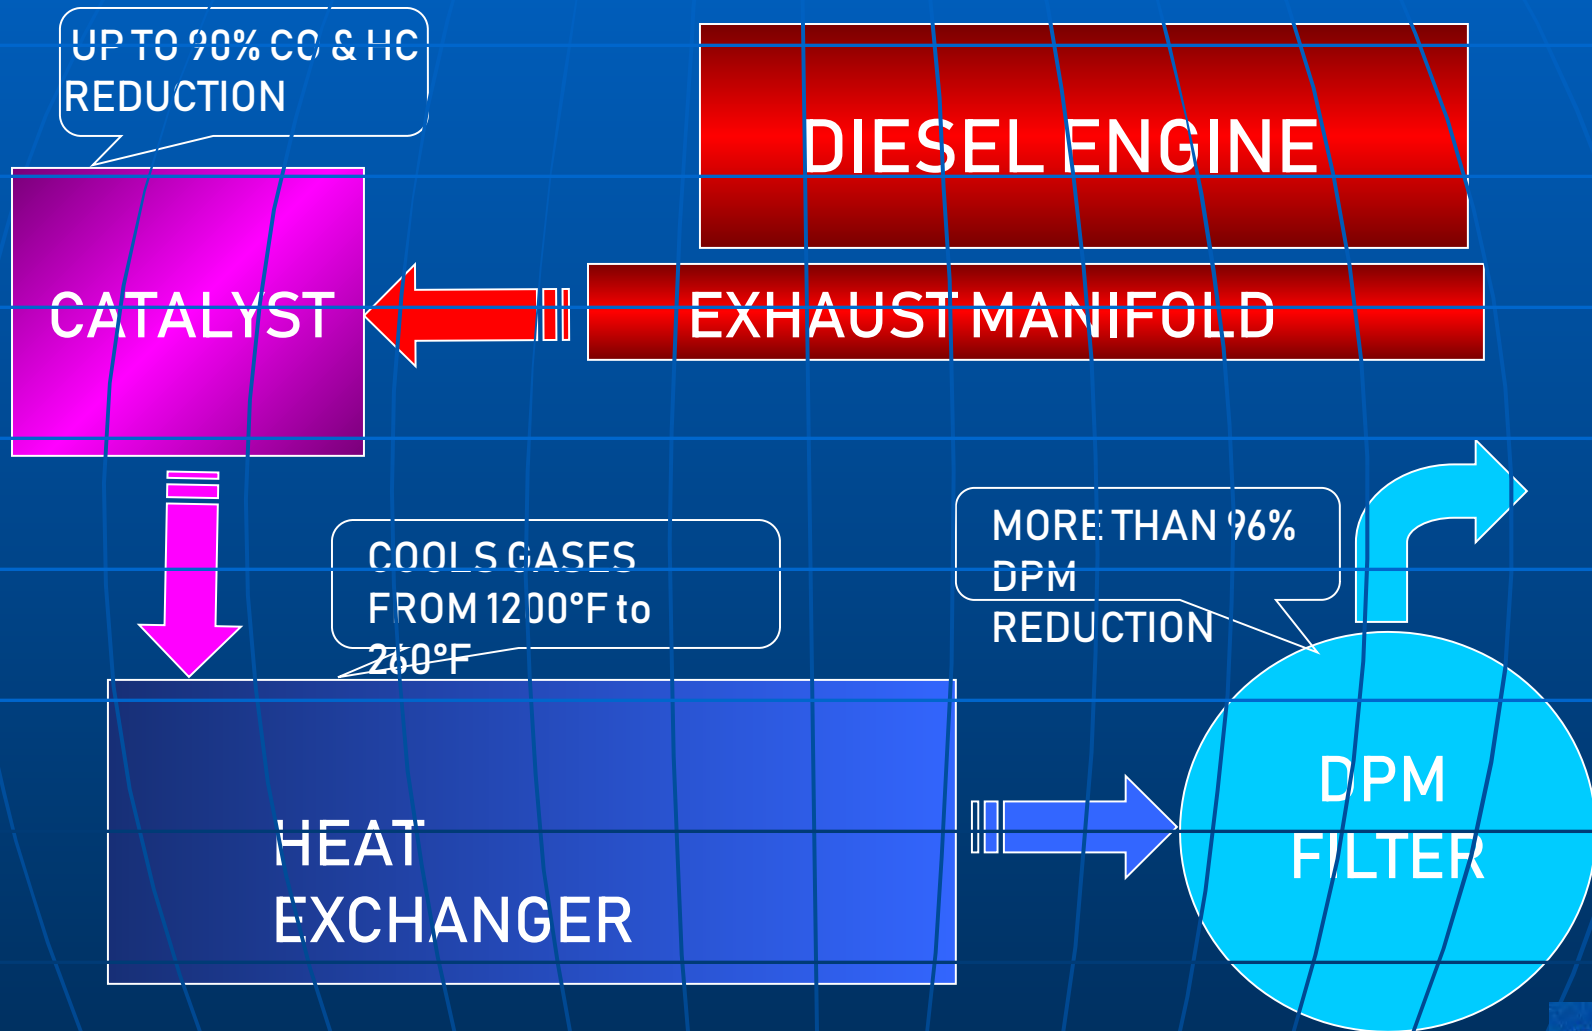 UP TO 90% CO & HC
REDUCTION
DIESEL ENGINE
CATALYST
EXHAUST MANIFOLD
COOLS GASES
FROM 1200°F to
260°F
MORE THAN 96%
DPM
REDUCTION
HEAT
EXCHANGER
DPM
FILTER